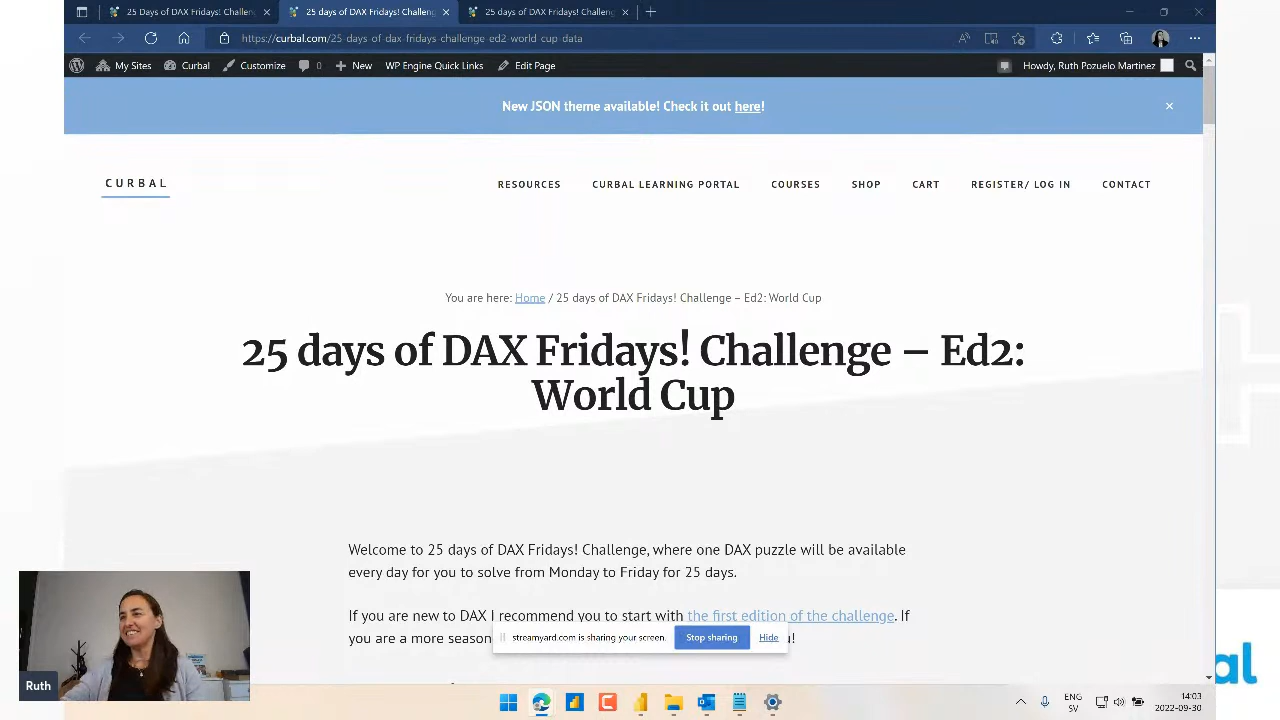 25 Days of DAX Fridays! Challen
25 days of DAX Fridays! Challeng
25 days of DAX Fridays! Challeng
https://curbal.com/25-days-of-dax-fridays-challenge-ed2-world-cup-data
My Sites
Curbal
Customize
0
New
WP Engine Quick Links
Edit Page
Howdy, Ruth Pozuelo Martinez
New JSON theme available! Check it out here!
CURBAL
RESOURCES
CURBAL LEARNING PORTAL
COURSES
SHOP
CART
REGISTER/ LOG IN
CONTACT
You are here: Home / 25 days of DAX Fridays! Challenge – Ed2: World Cup
25 days of DAX Fridays! Challenge – Ed2:
World Cup
Welcome to 25 days of DAX Fridays! Challenge, where one DAX puzzle will be available
every day for you to solve from Monday to Friday for 25 days.
If you are new to DAX I recommend you to start with the first edition of the challenge. If
you are a more season
streamyard.com is sharing your screen.
Stop sharing
Hide
Ruth
al
ENG
SV
14:03
2022-09-30